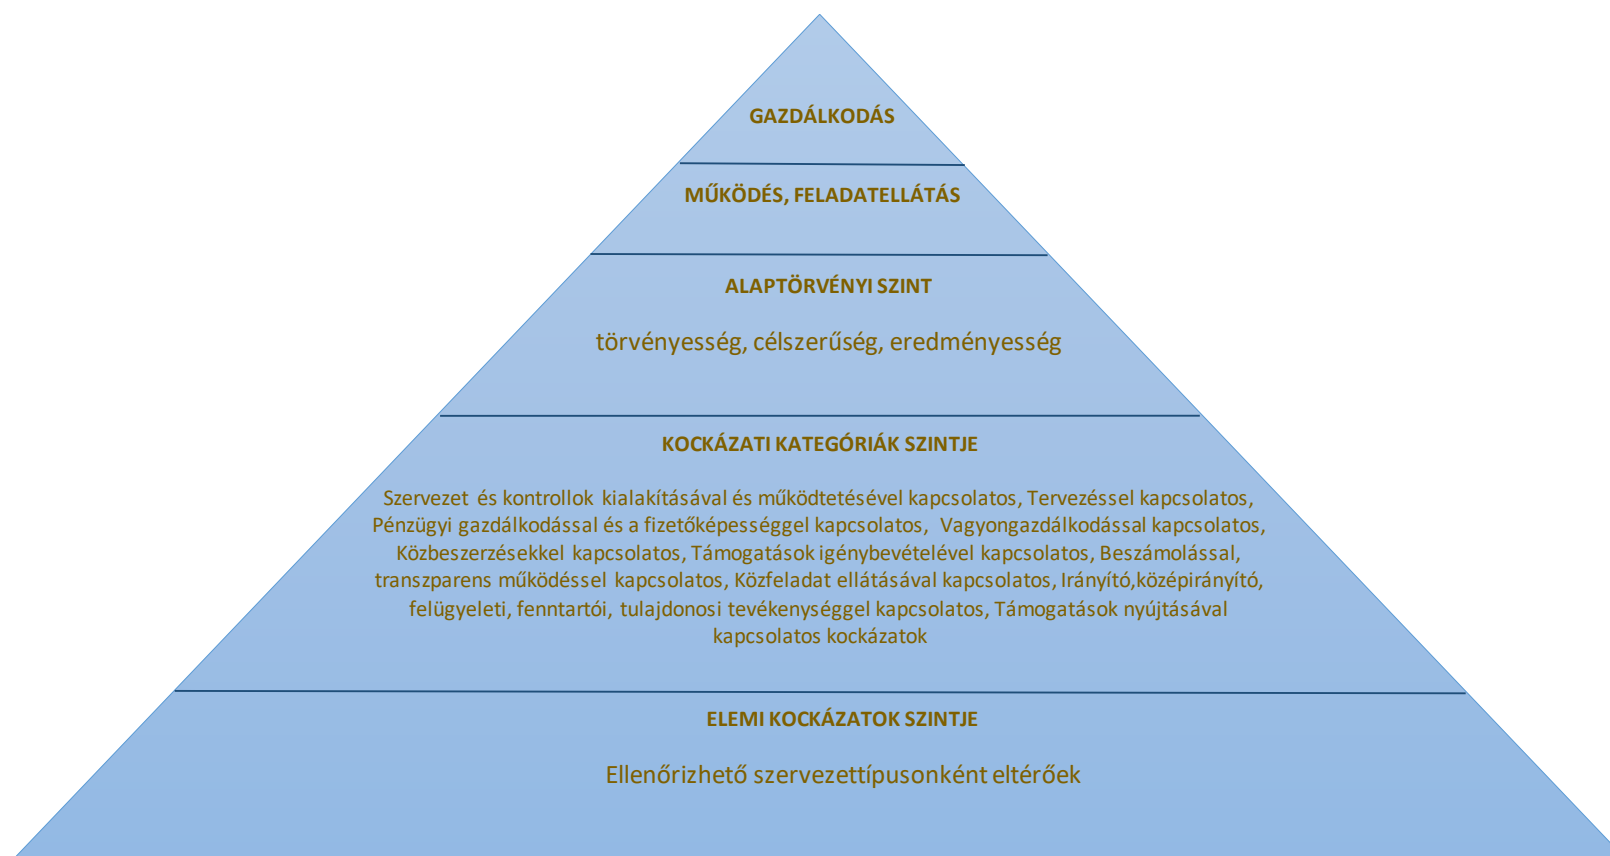 GAZDÁLKODÁS
MŰKÖDÉS, FELADATELLÁTÁS
ALAPTÖRVÉNYI SZINT
törvényesség, célszerűség, eredményesség
KOCKÁZATI KATEGÓRIÁK SZINTJE
Szervezet és kontrollok kialakításával és működtetésével kapcsolatos, Tervezéssel kapcsolatos,
Pénzügyi gazdálkodással és a fizetőképességgel kapcsolatos, Vagyongazdálkodással kapcsolatos,
Közbeszerzésekkel kapcsolatos, Támogatások igénybevételével kapcsolatos, Beszámolással,
transzparens működéssel kapcsolatos, Közfeladat ellátásával kapcsolatos, Irányító,középirányító,
felügyeleti, fenntartói, tulajdonosi tevékenységgel kapcsolatos, Támogatások nyújtásával
kapcsolatos kockázatok
ELEMI KOCKÁZATOK SZINTJE
Ellenőrizhető szervezettípusonként eltérőek